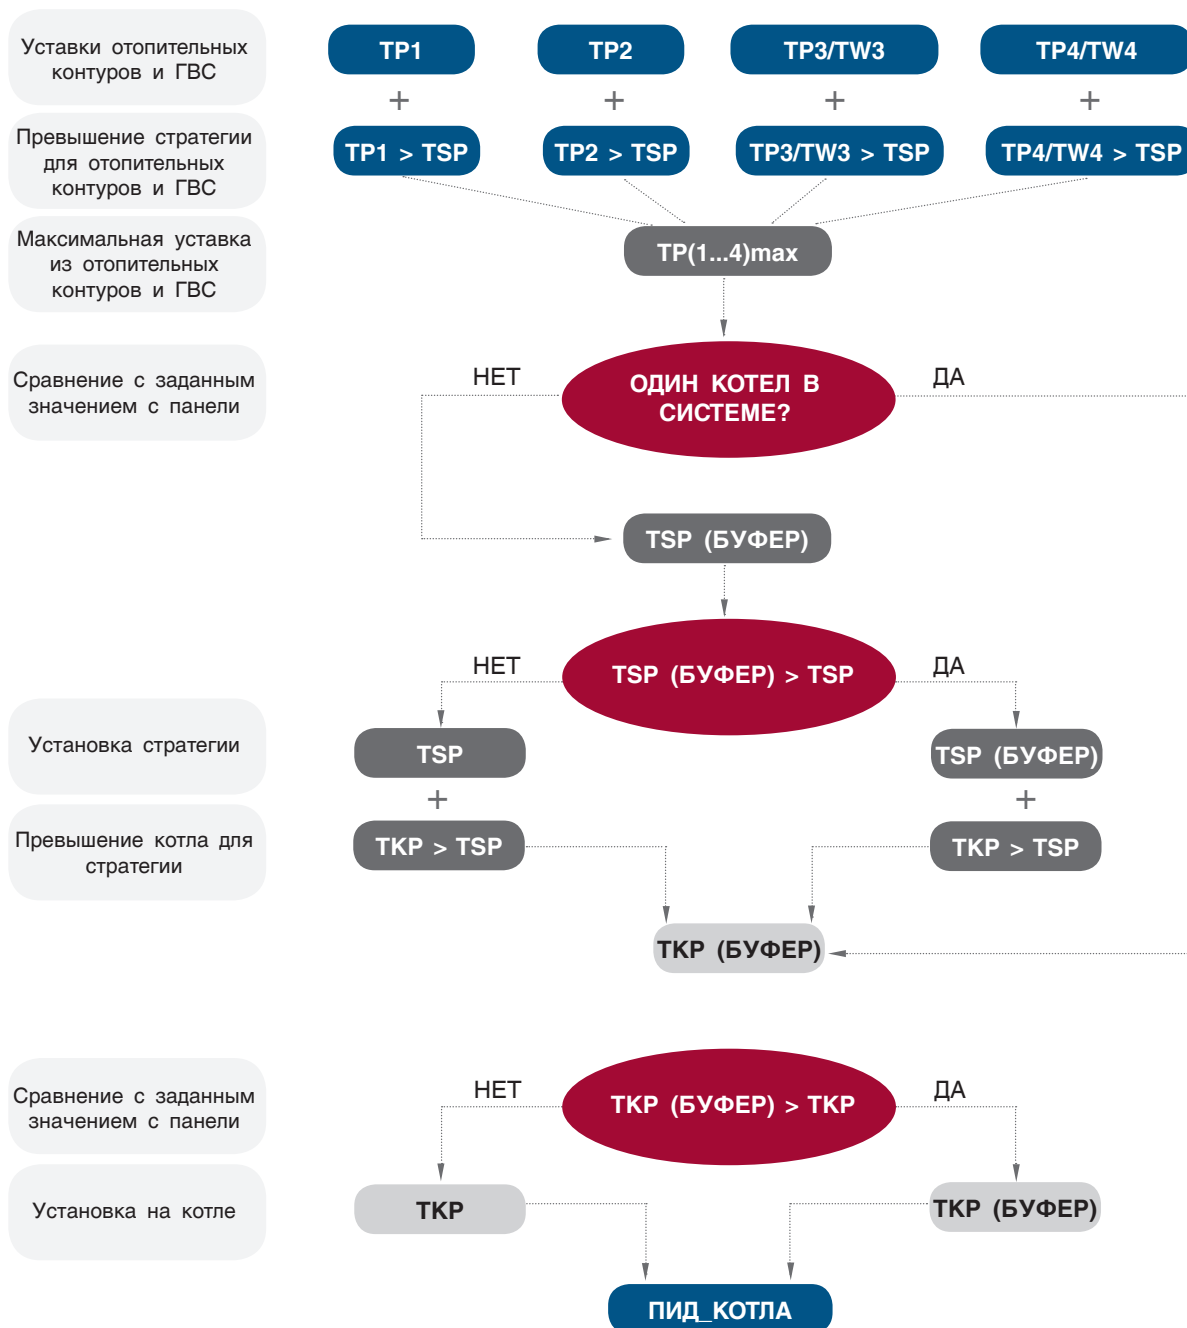 Уставки отопительных
контуров и ГВС
TP1
TP2
TP3/TW3
TP4/TW4
+
+
+
+
Превышение стратегии
для отопительных
контуров и ГВС
TP1 > TSP
TP2 > TSP
TP3/TW3 > TSP
TP4/TW4 > TSP
Максимальная уставка
из отопительных
контуров и ГВС
TP(1...4)max
Сравнение с заданным
значением с панели
НЕТ
ОДИН КОТЕЛ В
СИСТЕМЕ?
ДА
TSP (БУФЕР)
НЕТ
TSP (БУФЕР) > TSP
ДА
Установка стратегии
TSP
TSP (БУФЕР)
+
+
Превышение котла для
стратегии
TKP > TSP
TKP > TSP
TKP (БУФЕР)
Сравнение с заданным
значением с панели
НЕТ
TKP (БУФЕР) > TKP
ДА
Установка на котле
TKP
TKP (БУФЕР)
ПИД_КОТЛА